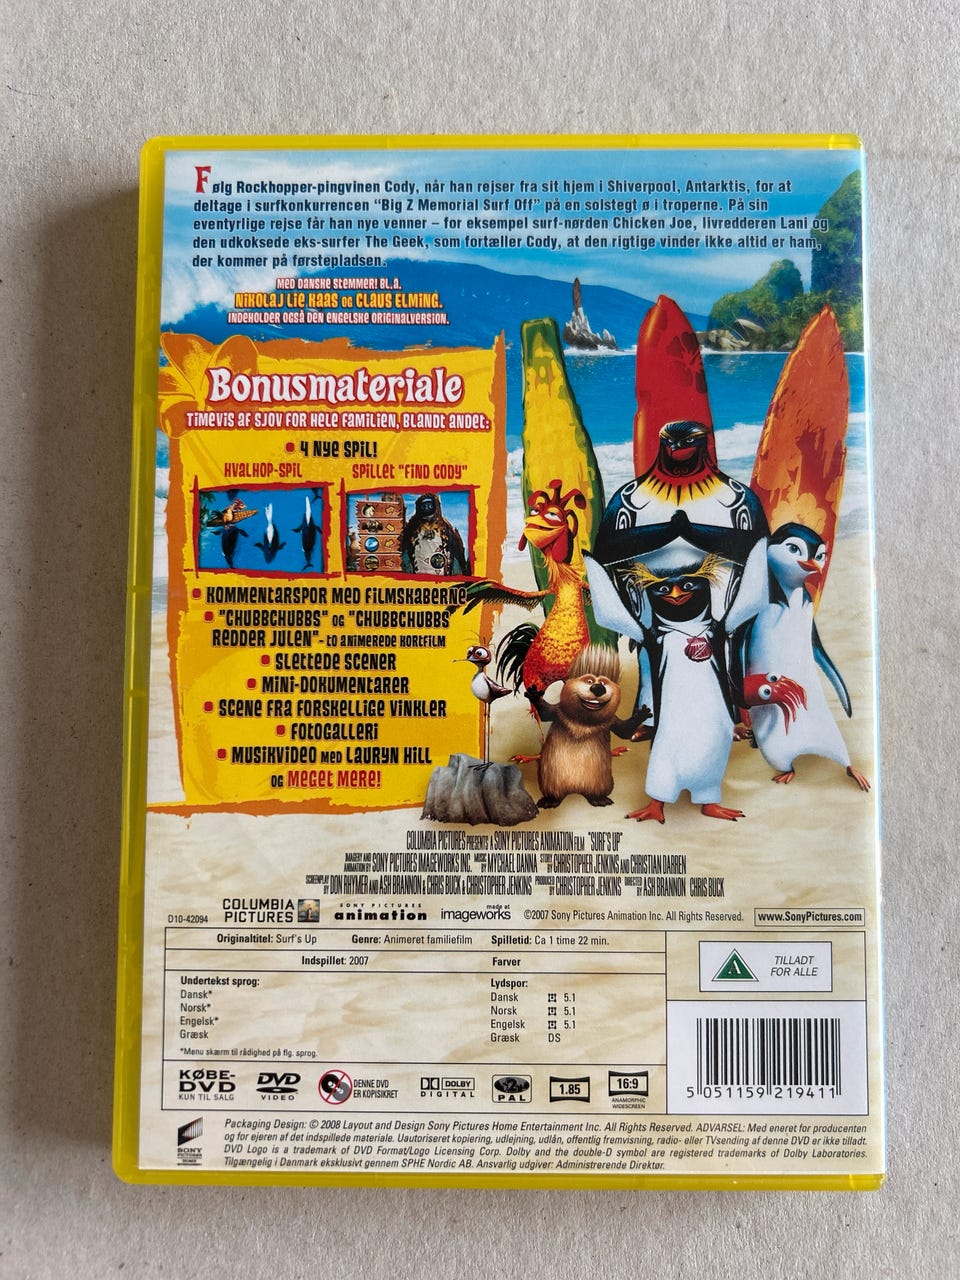 Følg Rockhopper-pingvinen Cody, når han rejser fra sit hjem i Shiverpool, Antarktis, for at
deltage i surfkonkurrencen "Big Z Memorial Surf Off" på en solstegt ø i troperne. På sin
eventyrlige rejse får han nye venner – for eksempel surf-nørden Chicken Joe, livredderen Lani og
den udkoksede eks-surfer The Geek, som fortæller Cody, at den rigtige vinder ikke altid er ham,
der kommer på førstepladsen.
MED DANSKE STEMMER! BL.A.
NIKOLAJ LIE KAAS OG CLAUS ELMING.
INDEHOLDER OGSÅ DEN ENGELSKE ORIGINALVERSION.
Bonusmateriale
TIMEVIS AF SJOV FOR HELE FAMILIEN, BLANDT ANDET:
• 4 NYE SPIL!
HVALHOP-SPIL SPILLET "FIND CODY"
• KOMMENTARSPOR MED FILMSKABERNE
• "CHUBBCHUBBS" OG "CHUBBCHUBBS
REDDER JULEN" - TO ANIMEREDE KORTFILM
• SLETTEDE SCENER
• MINI-DOKUMENTARER
• SCENE FRA FORSKELLIGE VINKLER
• FOTOGALLERI
• MUSIKVIDEO MED LAURYN HILL
OG MEGET MERE!
COLUMBIA PICTURES PRESENTS A SONY PICTURES ANIMATION FILM "SURF'S UP"
IMAGERY AND ANIMATION BY SONY PICTURES IMAGEWORKS INC. MUSIC BY MYCHAEL DANNA STORY BY CHRISTOPHER JENKINS AND CHRISTIAN DARREN
SCREENPLAY BY DON RHYMER AND ASH BRANNON & CHRIS BUCK & CHRISTOPHER JENKINS PRODUCED BY CHRISTOPHER JENKINS DIRECTED BY ASH BRANNON CHRIS BUCK
D10-42094 COLUMBIA PICTURES SONY PICTURES animation made at imageworks ©2007 Sony Pictures Animation Inc. All Rights Reserved. www.SonyPictures.com
Originaltitel: Surf's Up Genre: Animeret familiefilm Spilletid: Ca 1 time 22 min.
Indspillet: 2007 Farver
TILLADT
FOR ALLE
A
Undertekst sprog: Lydspor:
Dansk* Dansk 5.1
Norsk* Norsk 5.1
Engelsk* Engelsk 5.1
Græsk Græsk DS
*Menu skærm til rådighed på flg. sprog.
KØBE-
DVD
KUN TIL SALG
DVD
VIDEO
DENNE DVD
ER KOPISIKRET
DOLBY
DIGITAL
2
PAL
1.85
16:9
ANAMORPHIC
WIDESCREEN
5 051159 219411
SONY
PICTURES
Packaging Design: © 2008 Layout and Design Sony Pictures Home Entertainment Inc. All Rights Reserved. ADVARSEL: Med eneret for producenten
og for ejeren af det indspillede materiale. Uautoriseret kopiering, udlejning, udlån, offentlig fremvisning, radio- eller TVsending af denne DVD er ikke tilladt.
DVD Logo is a trademark of DVD Format/Logo Licensing Corp. Dolby and the double-D symbol are registered trademarks of Dolby Laboratories.
Tilgængelig i Danmark eksklusivt gennem SPHE Nordic AB. Ansvarlig udgiver: Administrerende Direktør.